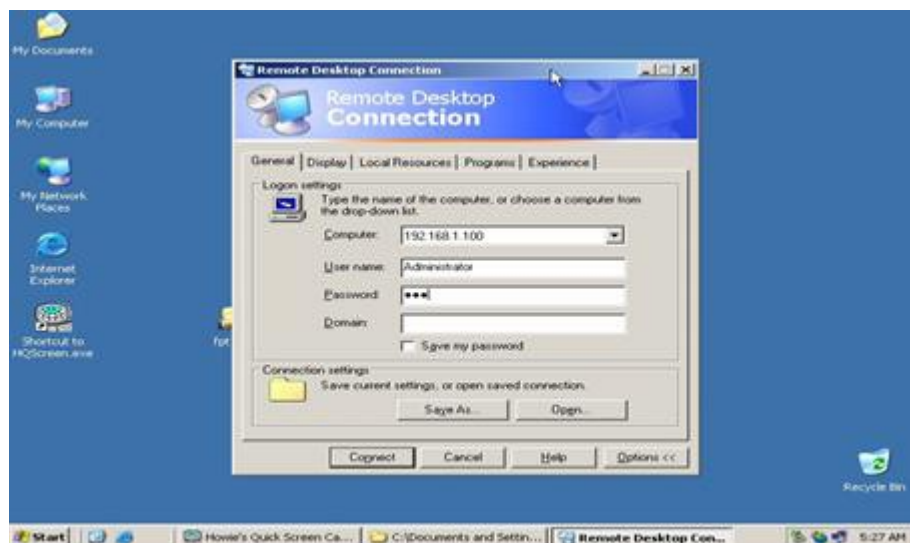 My Documents
My Computer
My Network
Places
Internet
Explorer
Shortcut to
HQScreen.exe
fpt
Remote Desktop Connection
Remote Desktop
Connection
General
Display
Local Resources
Programs
Experience
Logon settings
Type the name of the computer, or choose a computer from
the drop-down list.
Computer: 192.168.1.100
User name: Administrator
Password: •••
Domain:
Save my password
Connection settings
Save current settings, or open saved connection.
Save As...
Open...
Connect
Cancel
Help
Options <<
Recycle Bin
Start
Howie's Quick Screen Ca...
C:\Documents and Settin...
Remote Desktop Con...
5:27 AM